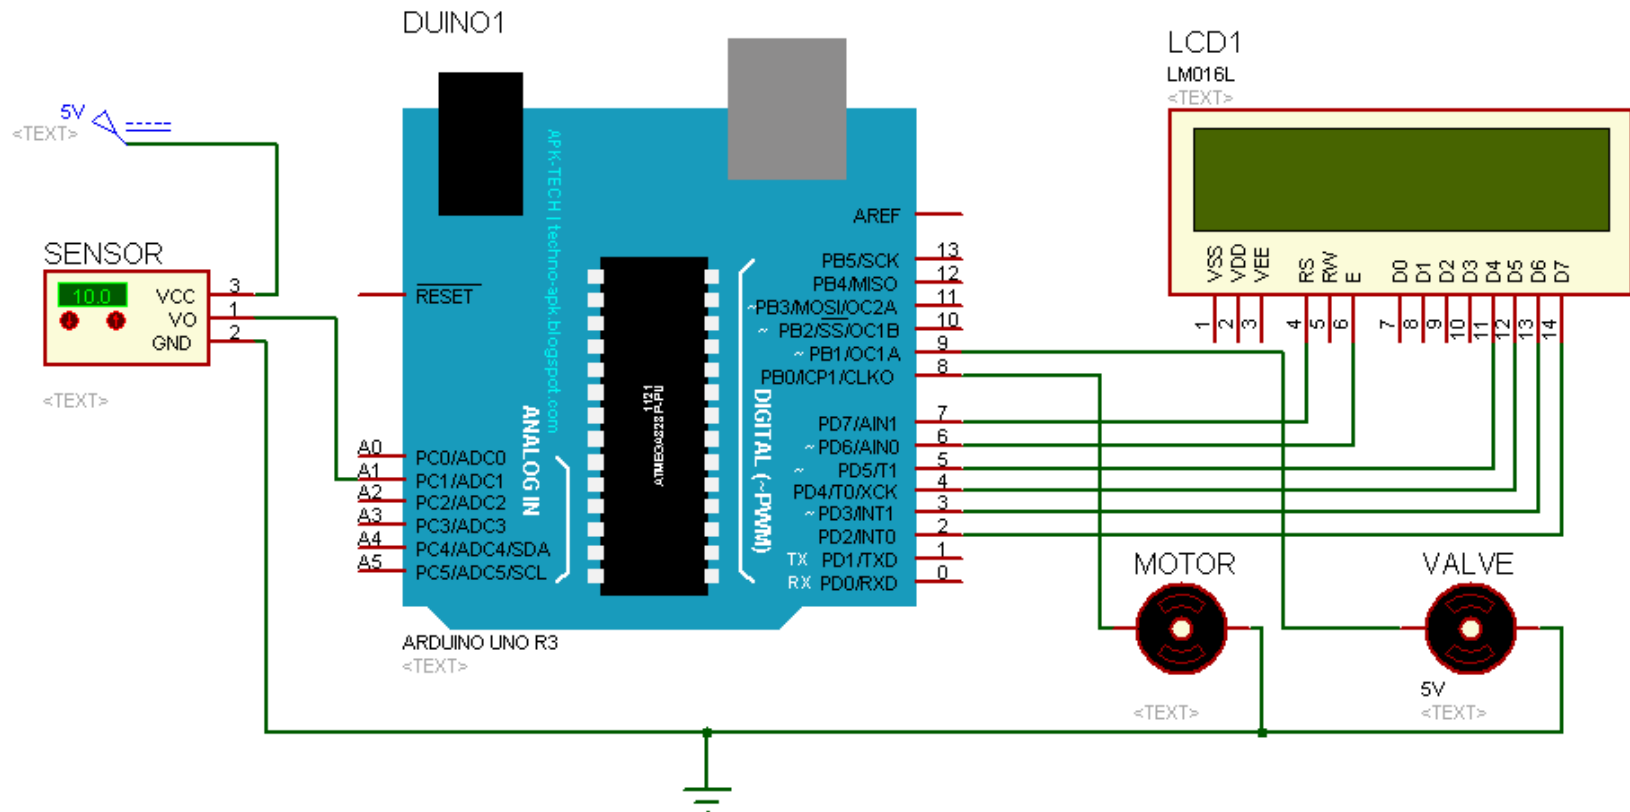 DUINO1
LCD1
LM016L
<TEXT>
5V
<TEXT>
APK-TECH | techno-apk.blogspot.com
AREF
SENSOR
10.0
VCC 3
VO 1
GND 2
<TEXT>
RESET
PB5/SCK 13
PB4/MISO 12
~PB3/MOSI/OC2A 11
~ PB2/SS/OC1B 10
~ PB1/OC1A 9
PB0/ICP1/CLKO 8
PD7/AIN1 7
~ PD6/AIN0 6
~ PD5/T1 5
PD4/T0/XCK 4
~ PD3/INT1 3
PD2/INT0 2
TX PD1/TXD 1
RX PD0/RXD 0
DIGITAL (~PWM)
1121
ATMEGA328P-PU
ANALOG IN
A0 PC0/ADC0
A1 PC1/ADC1
A2 PC2/ADC2
A3 PC3/ADC3
A4 PC4/ADC4/SDA
A5 PC5/ADC5/SCL
ARDUINO UNO R3
<TEXT>
VSS VDD VEE RS RW E D0 D1 D2 D3 D4 D5 D6 D7
1 2 3 4 5 6 7 8 9 10 11 12 13 14
MOTOR
<TEXT>
VALVE
5V
<TEXT>